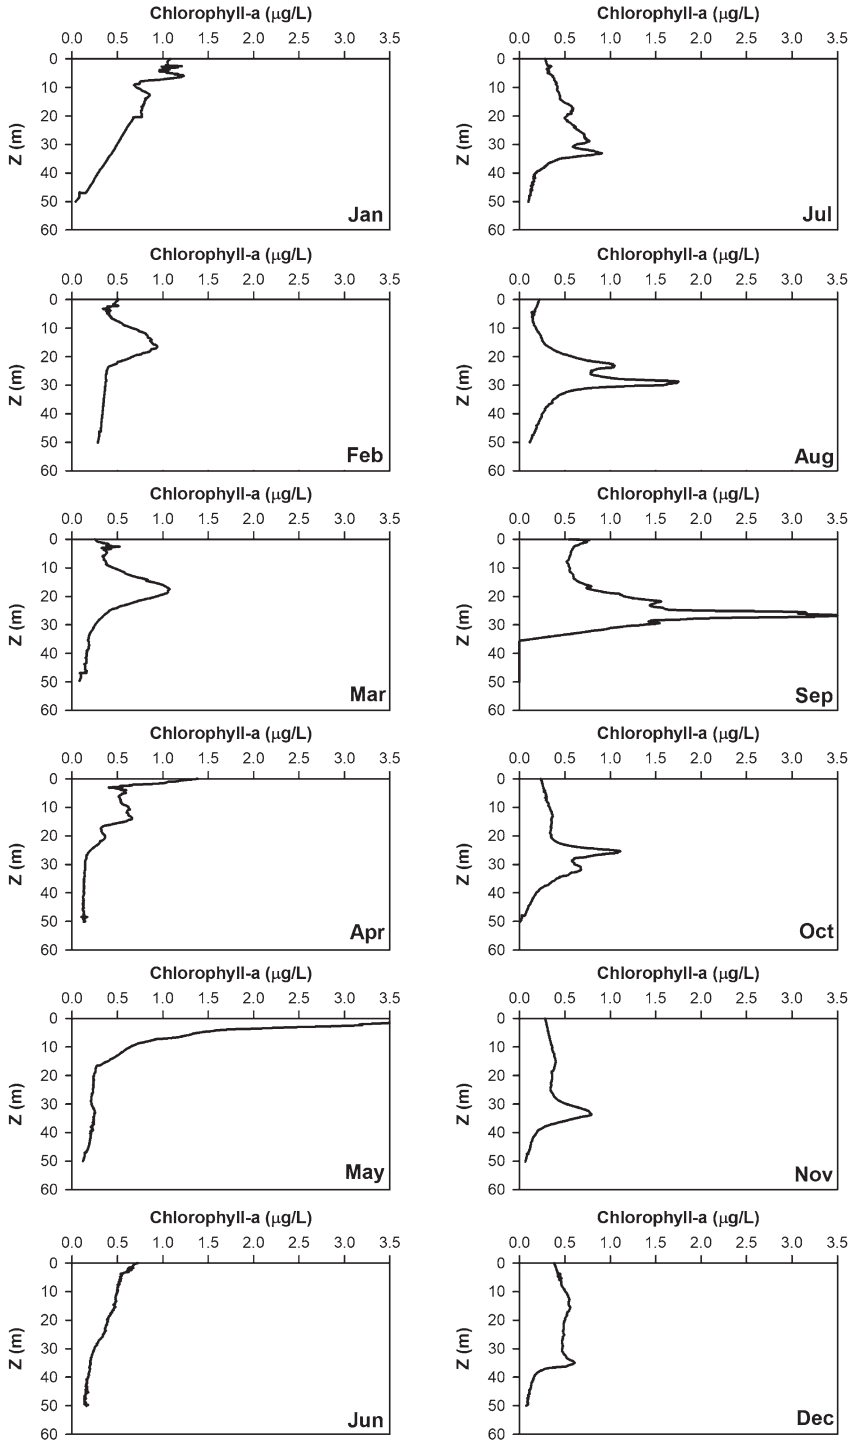 Chlorophyll-a (μg/L) Chlorophyll-a (μg/L)
0.0 0.5 1.0 1.5 2.0 2.5 3.0 3.5 0.0 0.5 1.0 1.5 2.0 2.5 3.0 3.5
0 0
10 10
20 20
Z (m) Z (m)
30 30
40 40
50 50
60 60
Jan Jul
Chlorophyll-a (μg/L) Chlorophyll-a (μg/L)
0.0 0.5 1.0 1.5 2.0 2.5 3.0 3.5 0.0 0.5 1.0 1.5 2.0 2.5 3.0 3.5
0 0
10 10
20 20
Z (m) Z (m)
30 30
40 40
50 50
60 60
Feb Aug
Chlorophyll-a (μg/L) Chlorophyll-a (μg/L)
0.0 0.5 1.0 1.5 2.0 2.5 3.0 3.5 0.0 0.5 1.0 1.5 2.0 2.5 3.0 3.5
0 0
10 10
20 20
Z (m) Z (m)
30 30
40 40
50 50
60 60
Mar Sep
Chlorophyll-a (μg/L) Chlorophyll-a (μg/L)
0.0 0.5 1.0 1.5 2.0 2.5 3.0 3.5 0.0 0.5 1.0 1.5 2.0 2.5 3.0 3.5
0 0
10 10
20 20
Z (m) Z (m)
30 30
40 40
50 50
60 60
Apr Oct
Chlorophyll-a (μg/L) Chlorophyll-a (μg/L)
0.0 0.5 1.0 1.5 2.0 2.5 3.0 3.5 0.0 0.5 1.0 1.5 2.0 2.5 3.0 3.5
0 0
10 10
20 20
Z (m) Z (m)
30 30
40 40
50 50
60 60
May Nov
Chlorophyll-a (μg/L) Chlorophyll-a (μg/L)
0.0 0.5 1.0 1.5 2.0 2.5 3.0 3.5 0.0 0.5 1.0 1.5 2.0 2.5 3.0 3.5
0 0
10 10
20 20
Z (m) Z (m)
30 30
40 40
50 50
60 60
Jun Dec